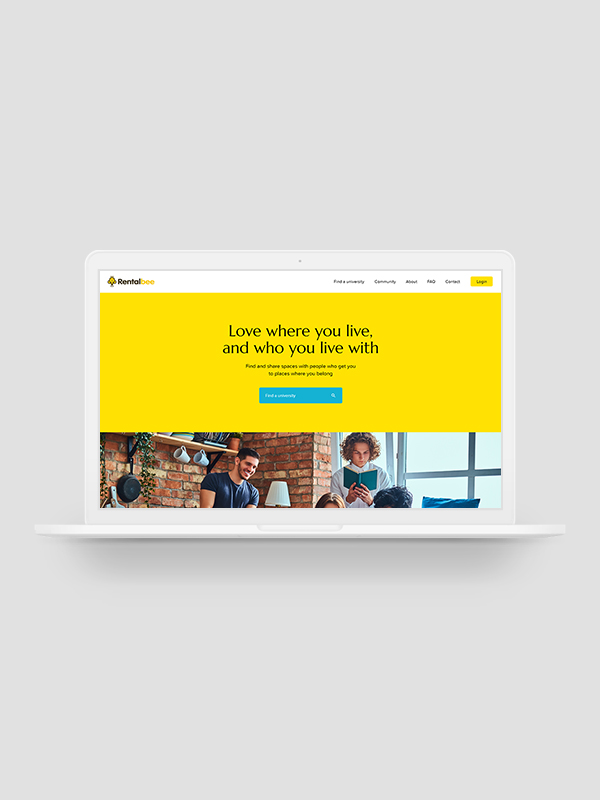 Rentalbee
Find a university
Community
About
FAQ
Contact
Login
Love where you live,
and who you live with
Find and share spaces with people who get you
to places where you belong
Find a university